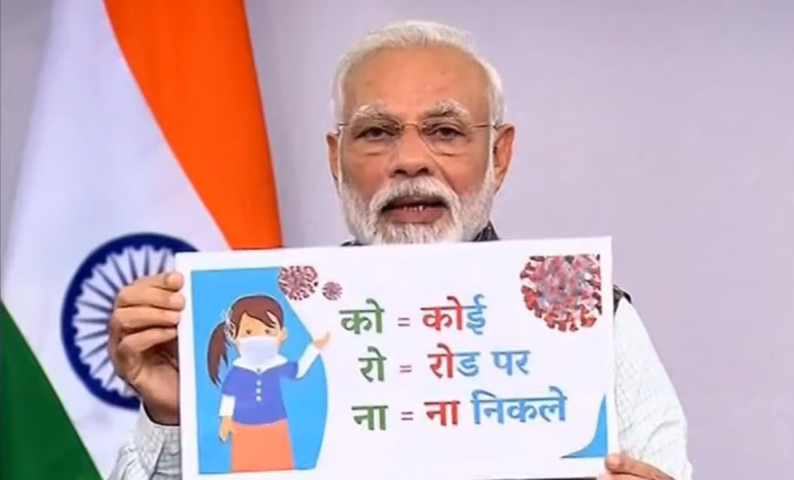 को = कोई
रो = रोड पर
ना = ना निकले